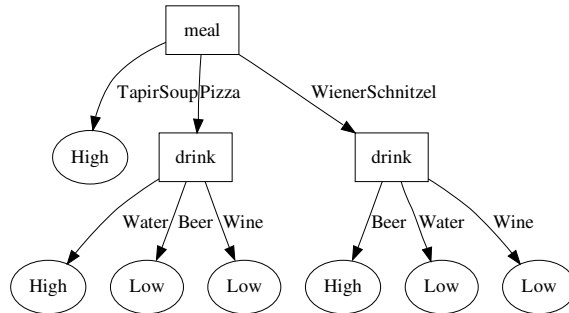 meal
TapirSoup Pizza WienerSchnitzel
High drink drink
Water Beer Wine Beer Water Wine
High Low Low High Low Low